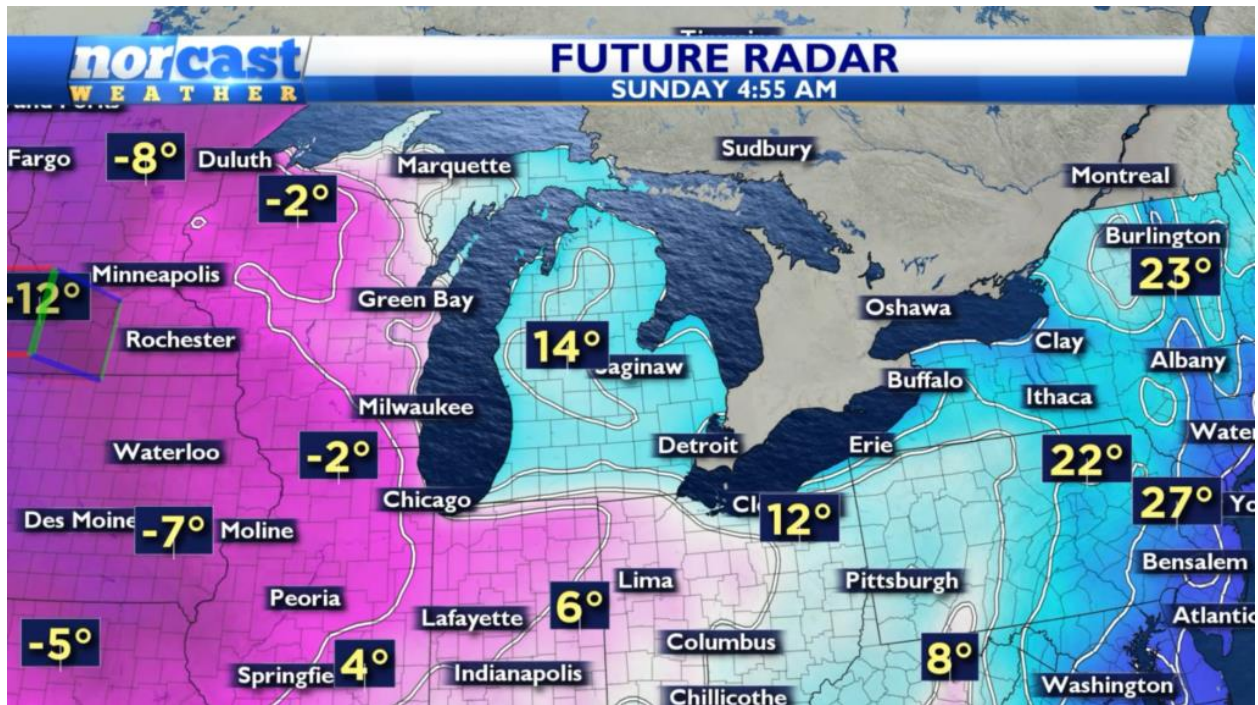 norcast
WEATHER
FUTURE RADAR
SUNDAY 4:55 AM
Fargo
-8°
Duluth
-2°
Marquette
Sudbury
Montreal
Burlington
23°
-12°
Minneapolis
Rochester
Green Bay
14°
Saginaw
Oshawa
Clay
Albany
Buffalo
Ithaca
Milwaukee
Waterloo
-2°
Detroit
Erie
22°
Chicago
12°
27°
Des Moine
-7°
Moline
Bensalem
Peoria
Lima
Pittsburgh
6°
Lafayette
Atlantic
-5°
Columbus
Springfie
4°
Indianapolis
8°
Washington
Chillicothe